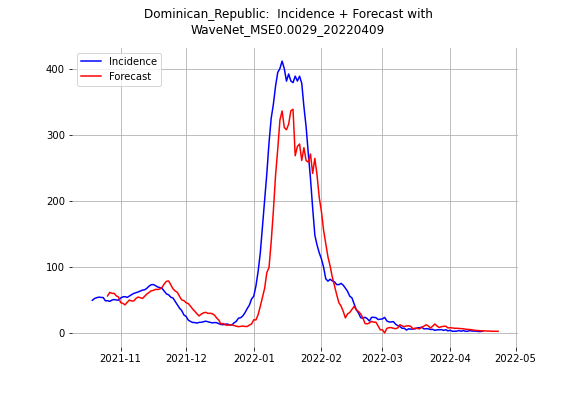 Dominican_Republic:  Incidence + Forecast with
WaveNet_MSE0.0029_20220409
Incidence
Forecast
400
300
200
100
0
2021-11 2021-12 2022-01 2022-02 2022-03 2022-04 2022-05